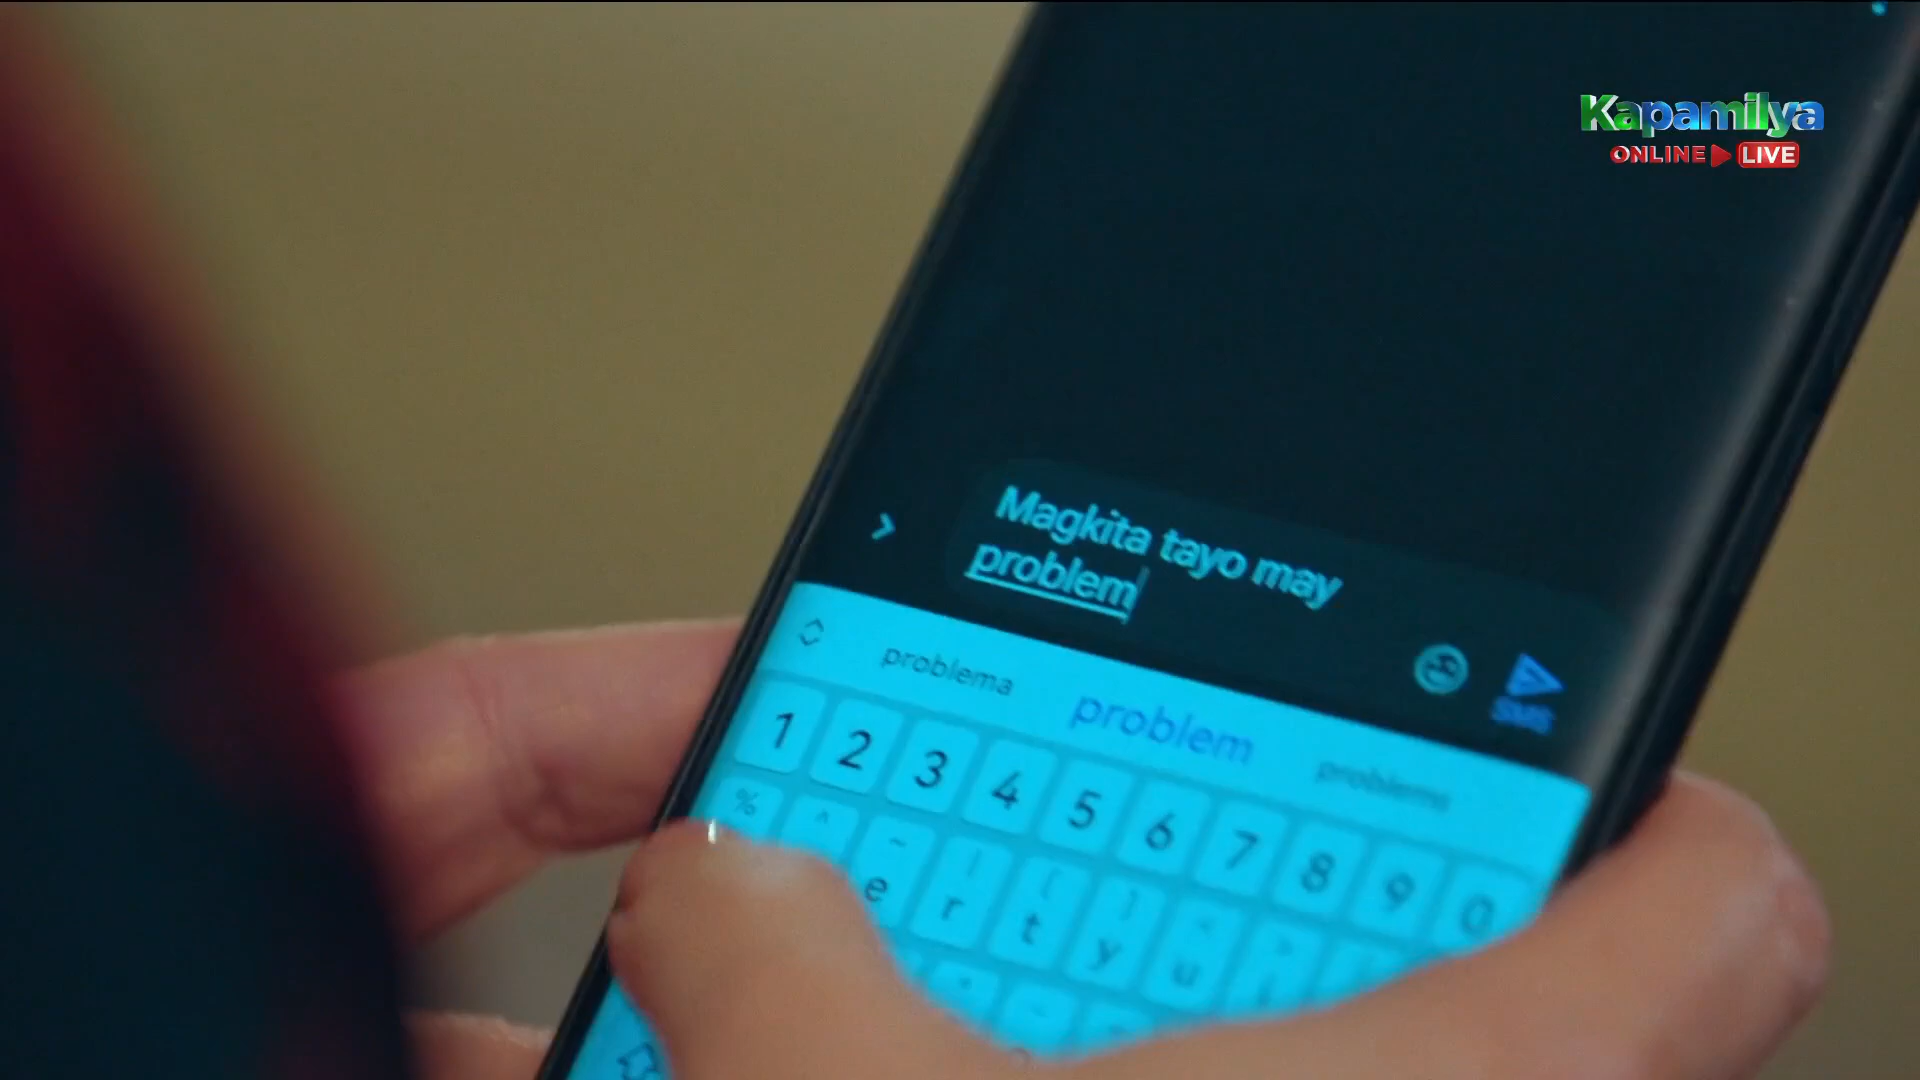 Kapamilya
ONLINE LIVE
Magkita tayo may
problem
problema problem problems
SMS
1 2 3 4 5 6 7 8 9 0
% ^ ~ | [ ] <
e r t y u